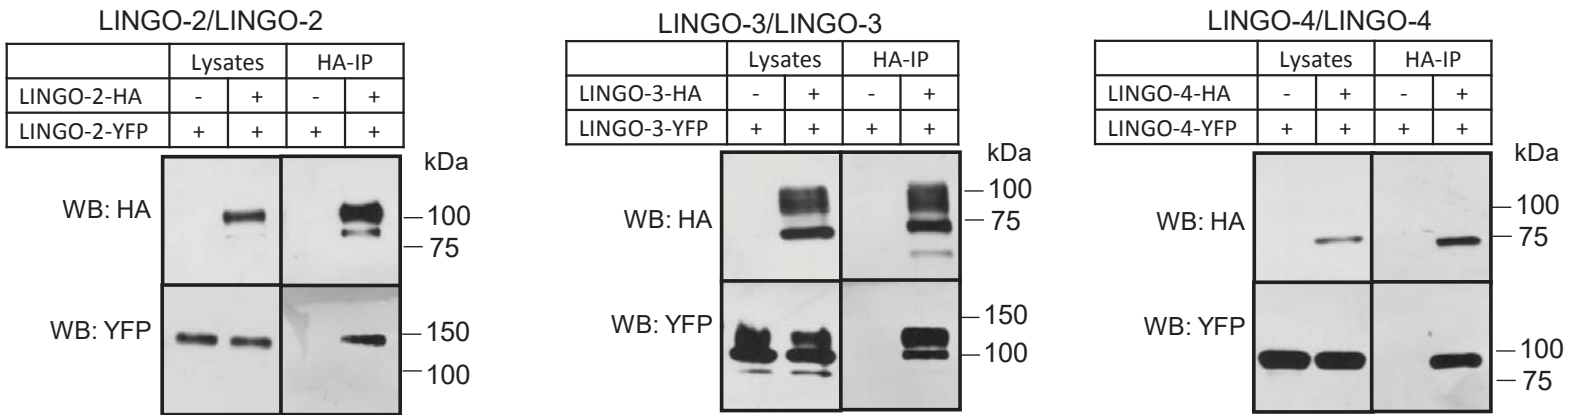 LINGO-2/LINGO-2
Lysates HA-IP
LINGO-2-HA - + - +
LINGO-2-YFP + + + +
kDa
WB: HA
100
75
WB: YFP
150
100
LINGO-3/LINGO-3
Lysates HA-IP
LINGO-3-HA - + - +
LINGO-3-YFP + + + +
kDa
WB: HA
100
75
WB: YFP
150
100
LINGO-4/LINGO-4
Lysates HA-IP
LINGO-4-HA - + - +
LINGO-4-YFP + + + +
kDa
WB: HA
100
75
WB: YFP
100
75